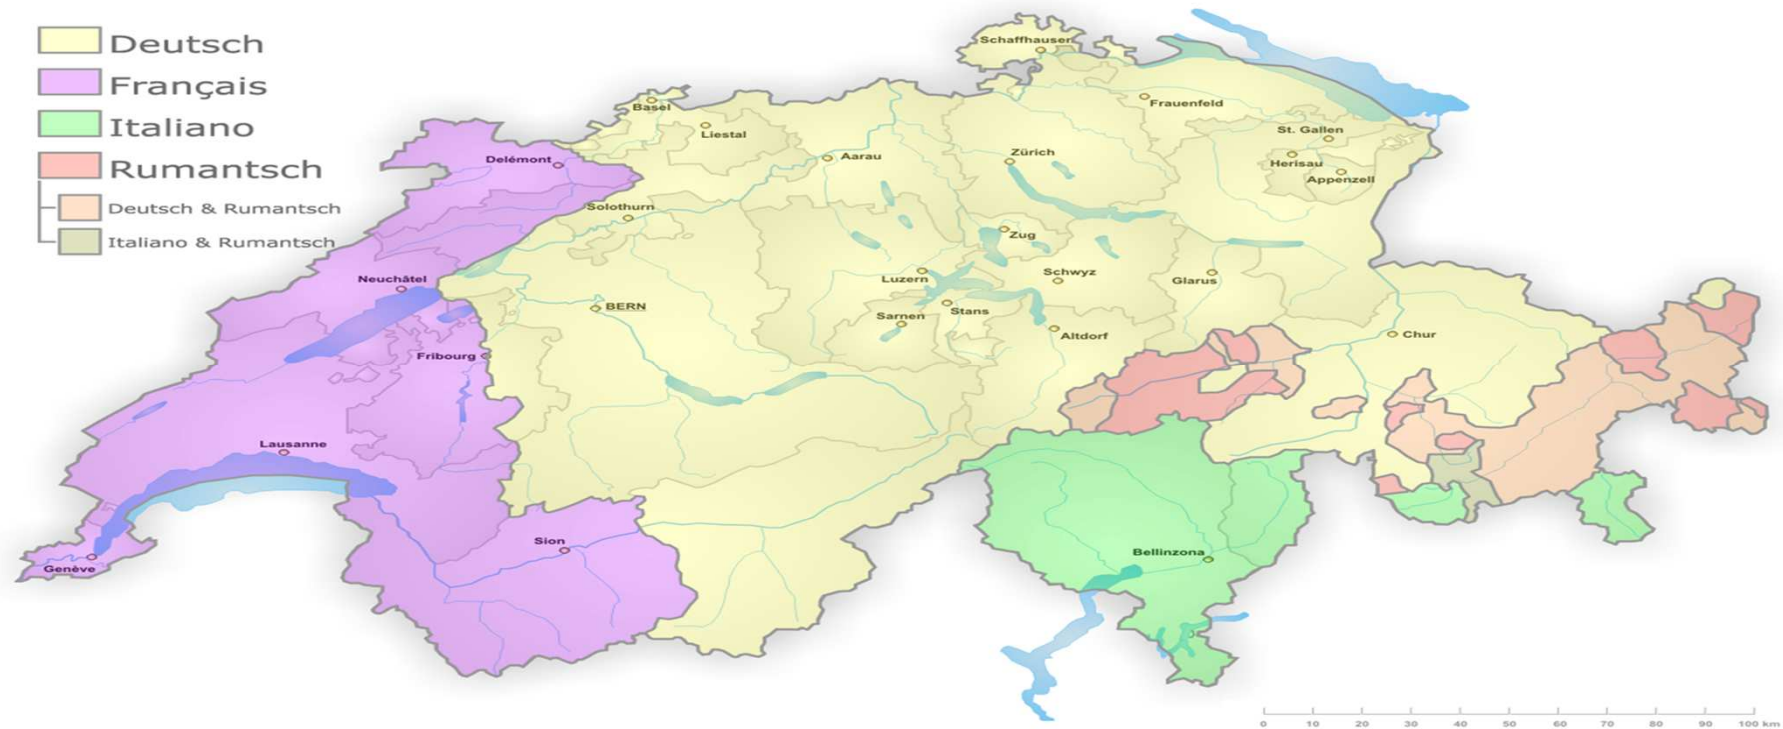 Deutsch
Français
Italiano
Rumantsch
Deutsch & Rumantsch
Italiano & Rumantsch
Schaffhausen
Basel
Liestal
Frauenfeld
St. Gallen
Herisau
Appenzell
Delémont
Aarau
Zürich
Solothurn
Zug
Neuchâtel
Luzern
Schwyz
Glarus
BERN
Sarnen
Stans
Altdorf
Chur
Fribourg
Lausanne
Sion
Bellinzona
Genève
0 10 20 30 40 50 60 70 80 90 100 km